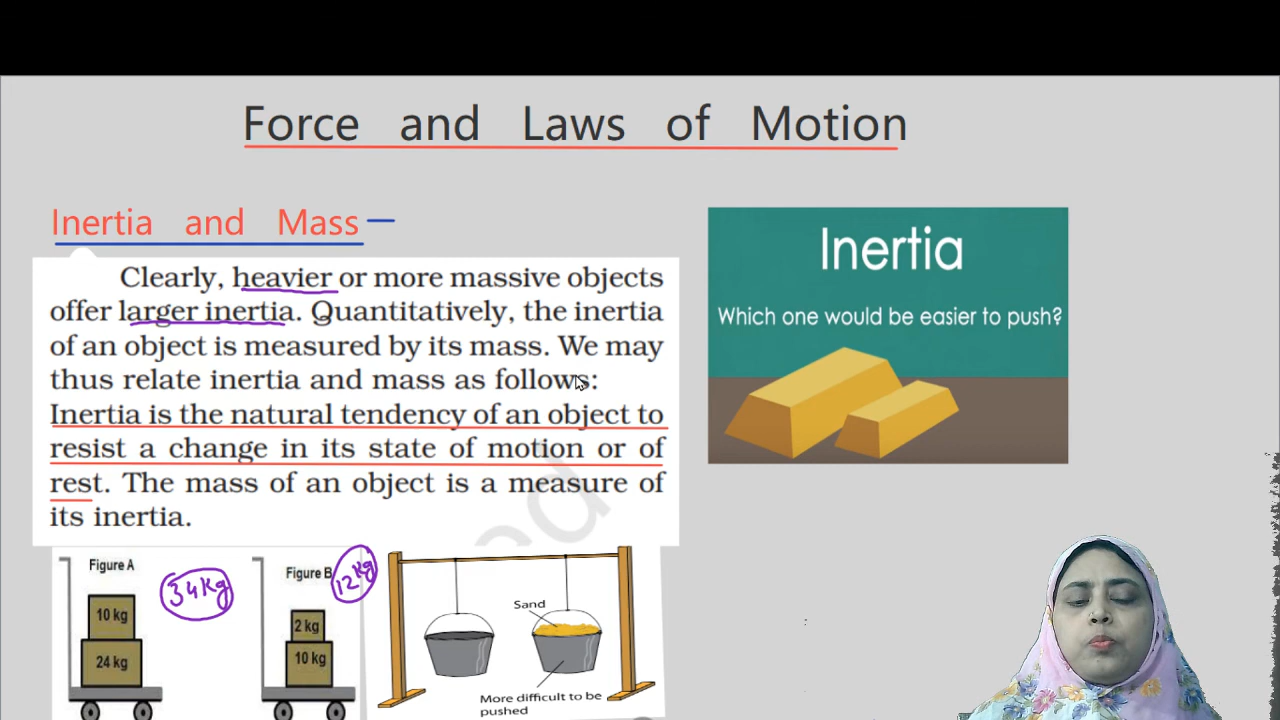 Force and Laws of Motion
Inertia and Mass –
Clearly, heavier or more massive objects
offer larger inertia. Quantitatively, the inertia
of an object is measured by its mass. We may
thus relate inertia and mass as follows:
Inertia is the natural tendency of an object to
resist a change in its state of motion or of
rest. The mass of an object is a measure of
its inertia.
Inertia
Which one would be easier to push?
Figure A
34kg
10 kg
24 kg
Figure B
12kg
2 kg
10 kg
Sand
More difficult to be
pushed